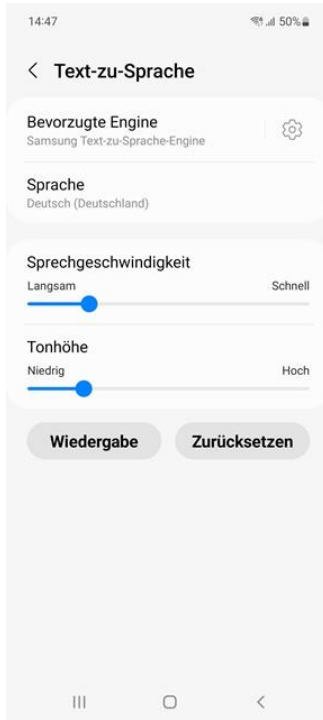 14:47 50%
Text-zu-Sprache
Bevorzugte Engine
Samsung Text-zu-Sprache-Engine
Sprache
Deutsch (Deutschland)
Sprechgeschwindigkeit
Langsam Schnell
Tonhöhe
Niedrig Hoch
Wiedergabe Zurücksetzen